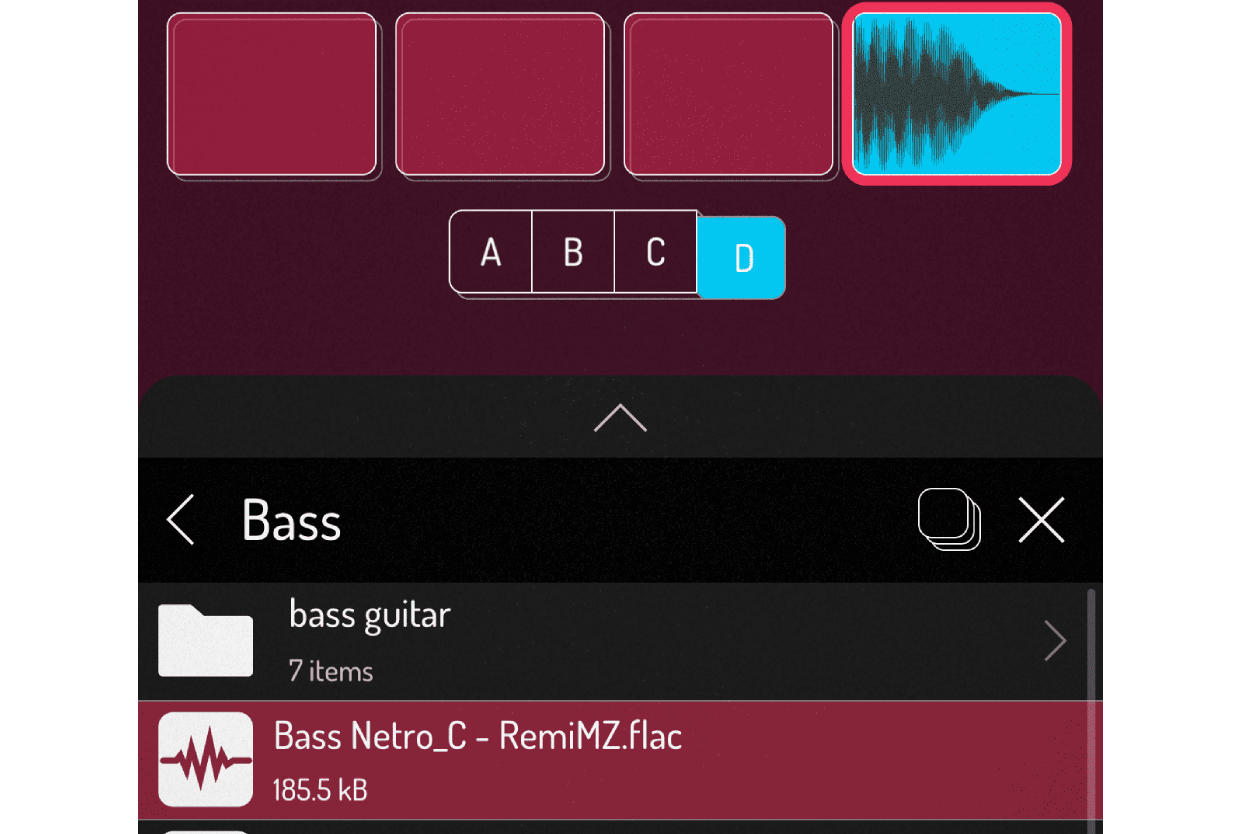 A B C D
Bass
bass guitar
7 items
Bass Netro_C - RemiMZ.flac
185.5 kB